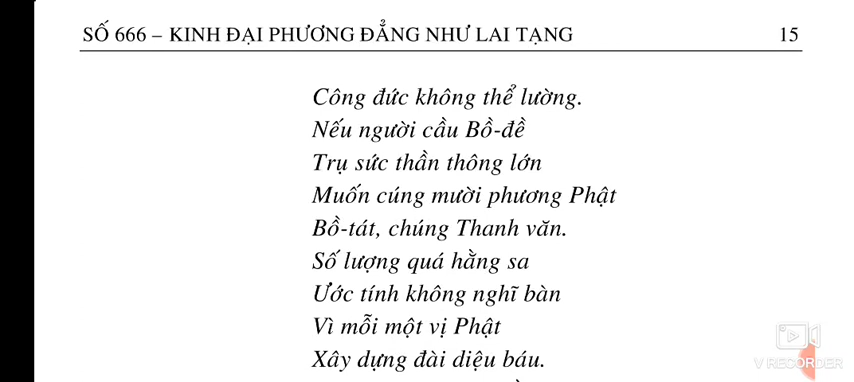 SỐ 666 – KINH ĐẠI PHƯƠNG ĐẲNG NHƯ LAI TẠNG 15
Công đức không thể lường.
Nếu người cầu Bồ-đề
Trụ sức thần thông lớn
Muốn cúng mười phương Phật
Bồ-tát, chúng Thanh văn.
Số lượng quá hằng sa
Ước tính không nghĩ bàn
Vì mỗi một vị Phật
Xây dựng đài diệu báu.
V RECORDER